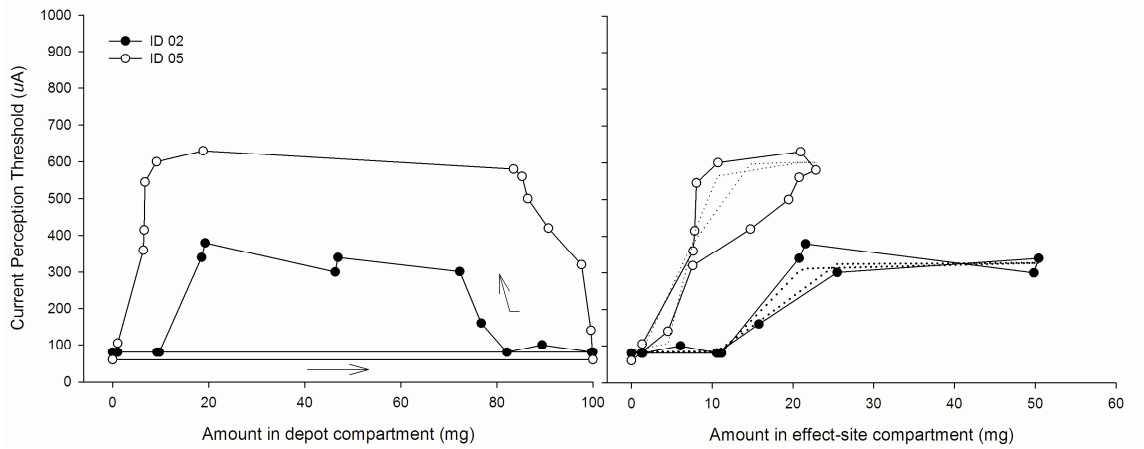 1000
900
800
700
600
500
400
300
200
100
0
Current Perception Threshold (uA)
ID 02
ID 05
0 20 40 60 80 100
Amount in depot compartment (mg)
0 10 20 30 40 50 60
Amount in effect-site compartment (mg)